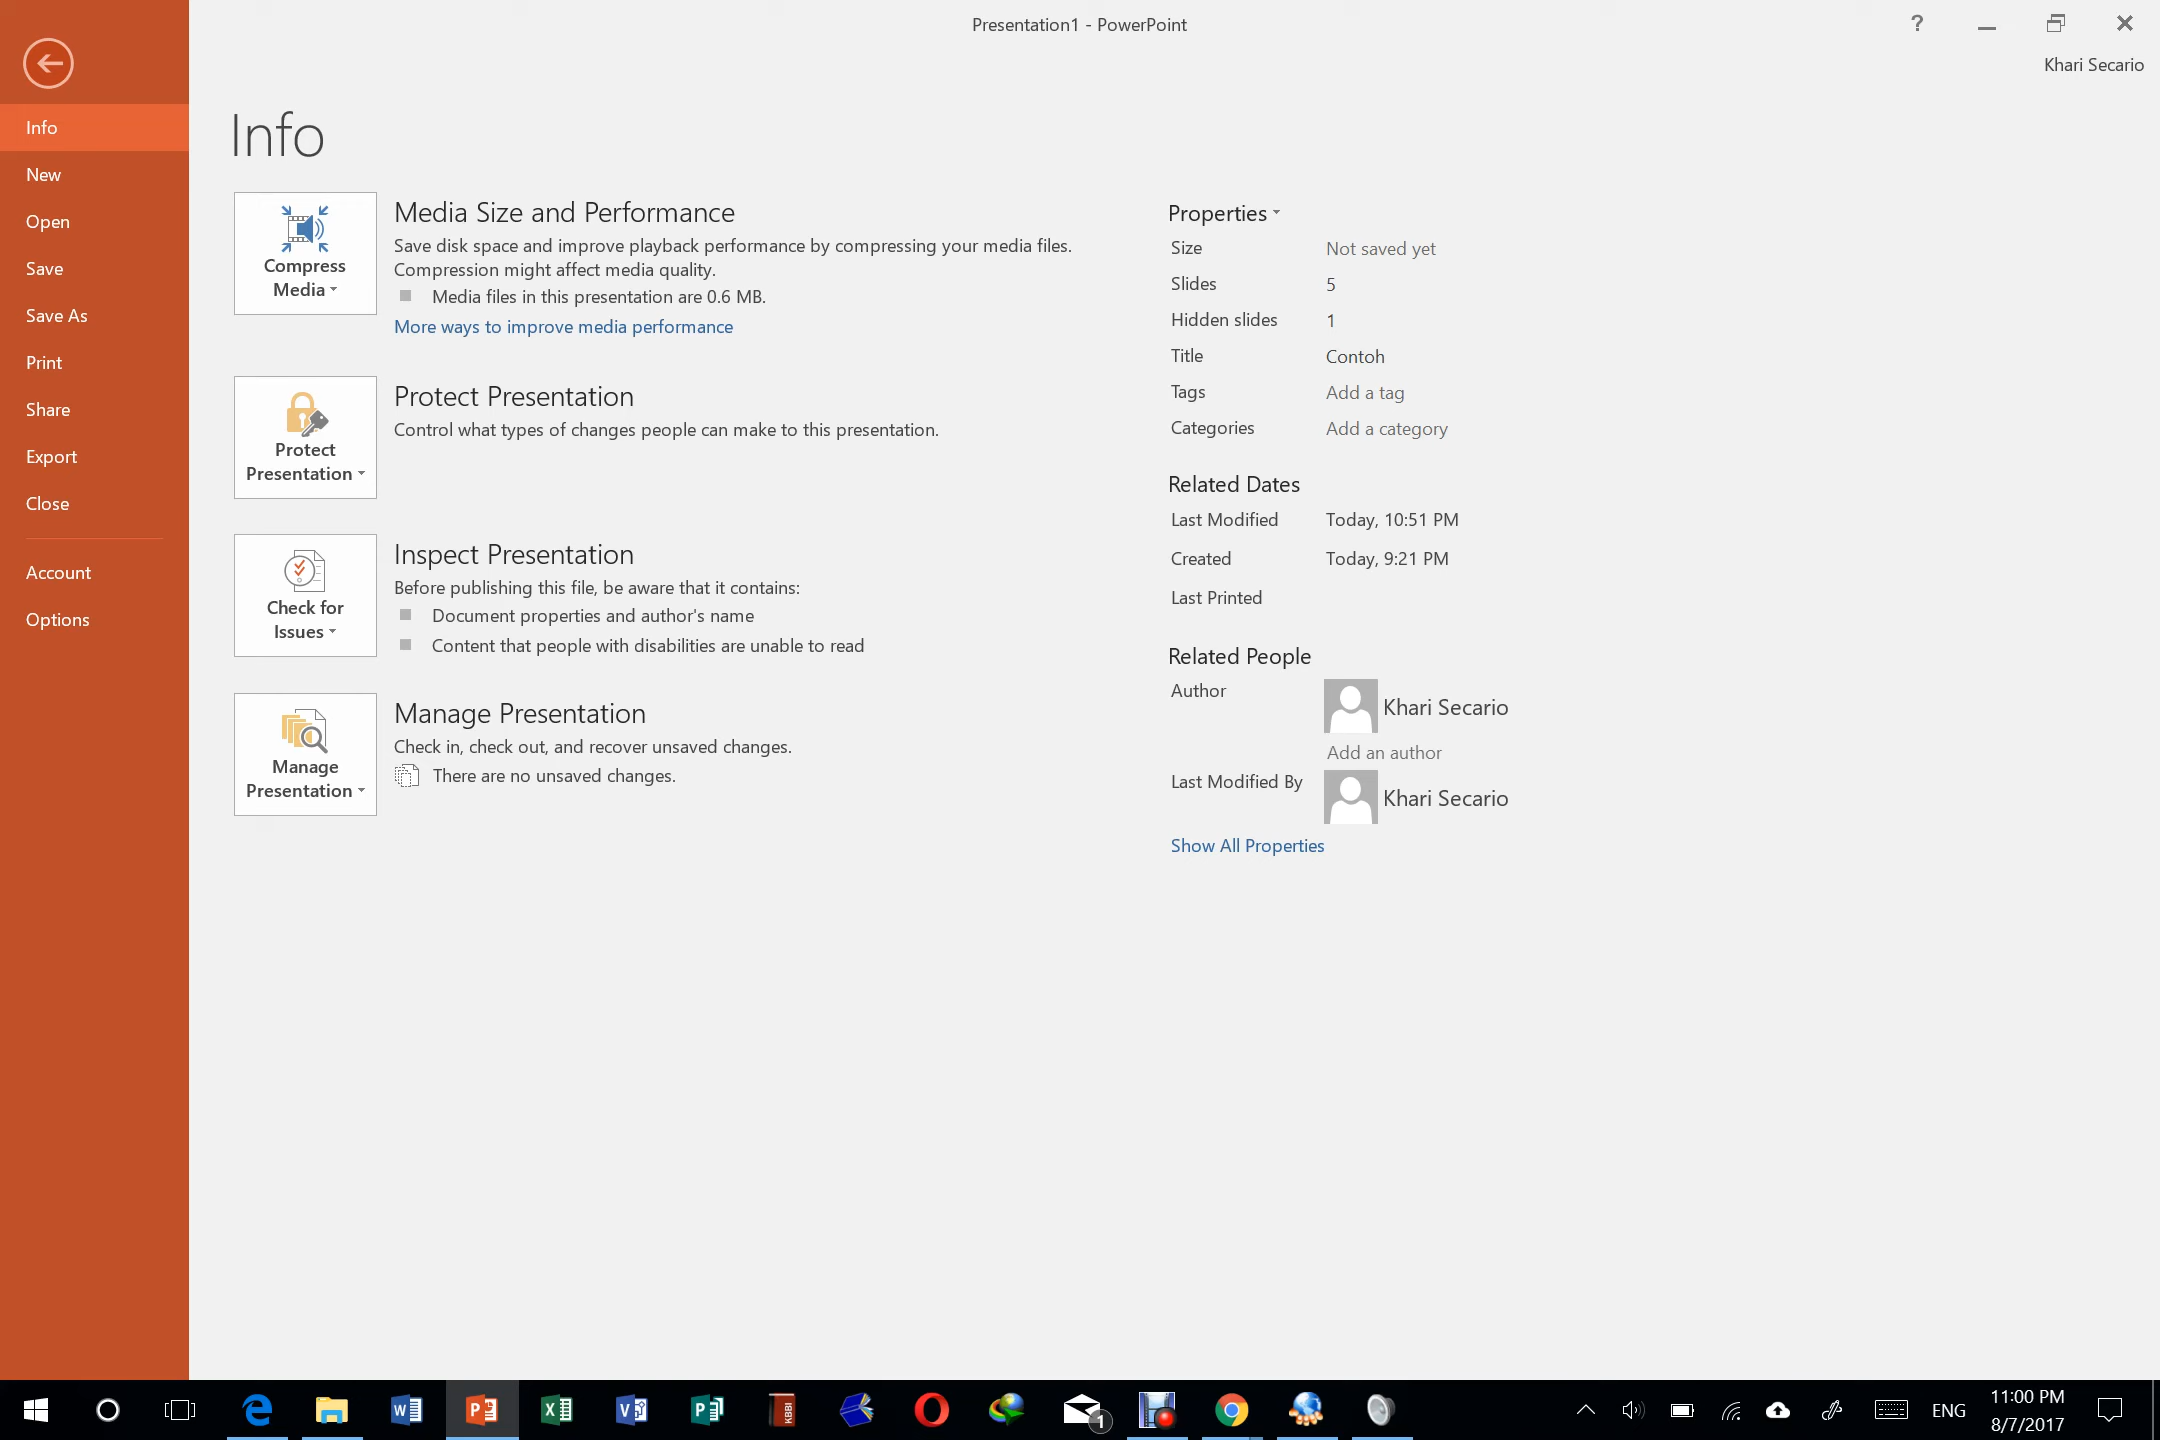 Presentation1 - PowerPoint
?
Khari Secario
Info
New
Open
Save
Save As
Print
Share
Export
Close
Account
Options
Info
Compress
Media
Media Size and Performance
Save disk space and improve playback performance by compressing your media files.
Compression might affect media quality.
Media files in this presentation are 0.6 MB.
More ways to improve media performance
Protect
Presentation
Protect Presentation
Control what types of changes people can make to this presentation.
Check for
Issues
Inspect Presentation
Before publishing this file, be aware that it contains:
Document properties and author's name
Content that people with disabilities are unable to read
Manage
Presentation
Manage Presentation
Check in, check out, and recover unsaved changes.
There are no unsaved changes.
Properties
Size Not saved yet
Slides 5
Hidden slides 1
Title Contoh
Tags Add a tag
Categories Add a category
Related Dates
Last Modified Today, 10:51 PM
Created Today, 9:21 PM
Last Printed
Related People
Author Khari Secario
Add an author
Last Modified By Khari Secario
Show All Properties
KBBI
1
ENG
11:00 PM
8/7/2017